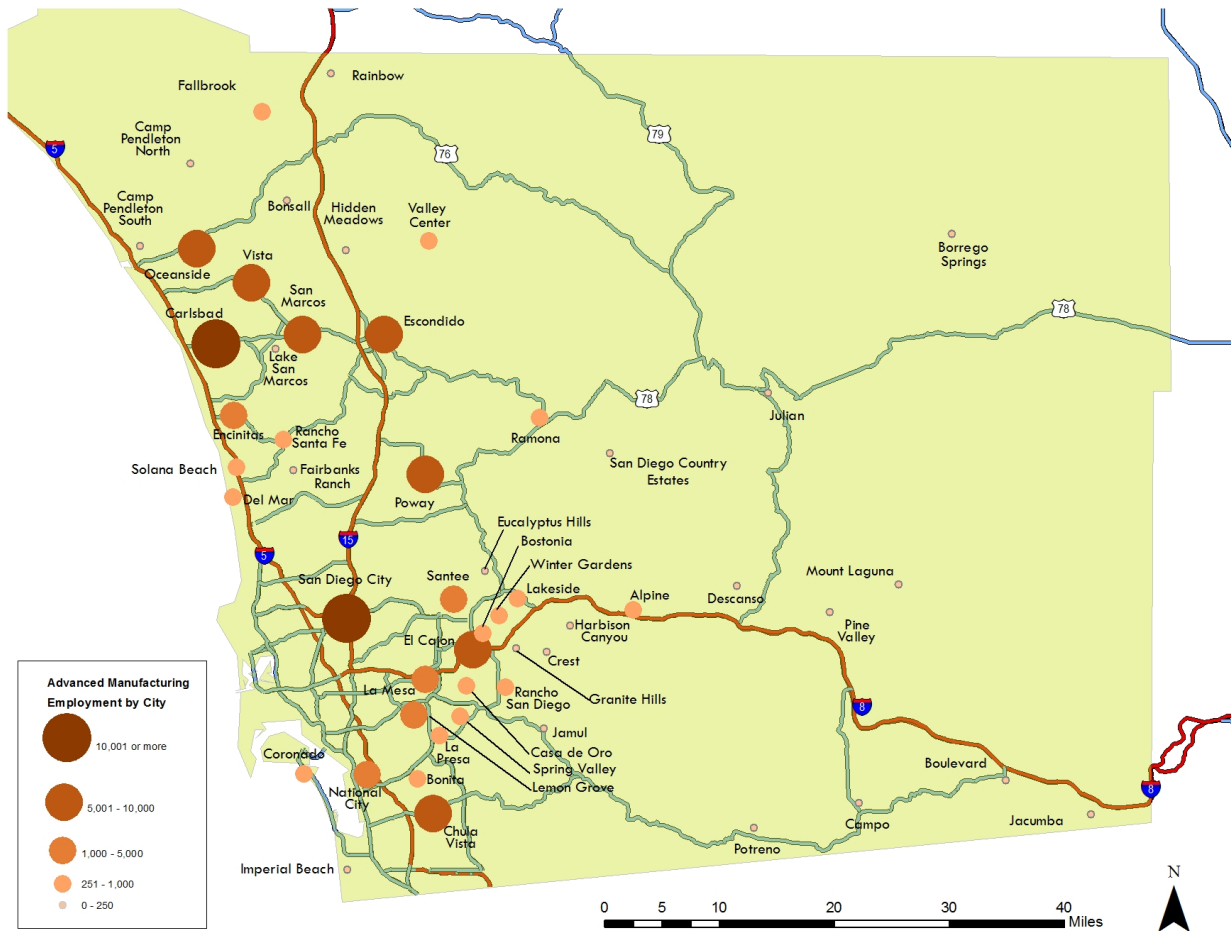 Rainbow
Fallbrook
Camp
Pendleton
North
5
79
76
Camp
Pendleton
South
Bonsall
Hidden
Meadows
Valley
Center
Borrego
Springs
Oceanside
Vista
San
Marcos
Carlsbad
Escondido
78
Lake
San
Marcos
78
Julian
Encinitas
Rancho
Santa Fe
Ramona
Solana Beach
Fairbanks
Ranch
San Diego Country
Estates
Del Mar
Poway
Eucalyptus Hills
Bostonia
Winter Gardens
5
15
San Diego City
Santee
Lakeside
Alpine
Descanso
Mount Laguna
Harbison
Canyou
Pine
Valley
El Cajon
Crest
La Mesa
Rancho
San Diego
Granite Hills
8
Jamul
Casa de Oro
Spring Valley
Lemon Grove
La
Presa
Coronado
Bonita
National
City
Boulevard
8
Chula
Vista
Campo
Jacumba
Potreno
Imperial Beach
Advanced Manufacturing
Employment by City
10,001 or more
5,001 - 10,000
1,000 - 5,000
251 - 1,000
0 - 250
N
0 5 10 20 30 40
Miles